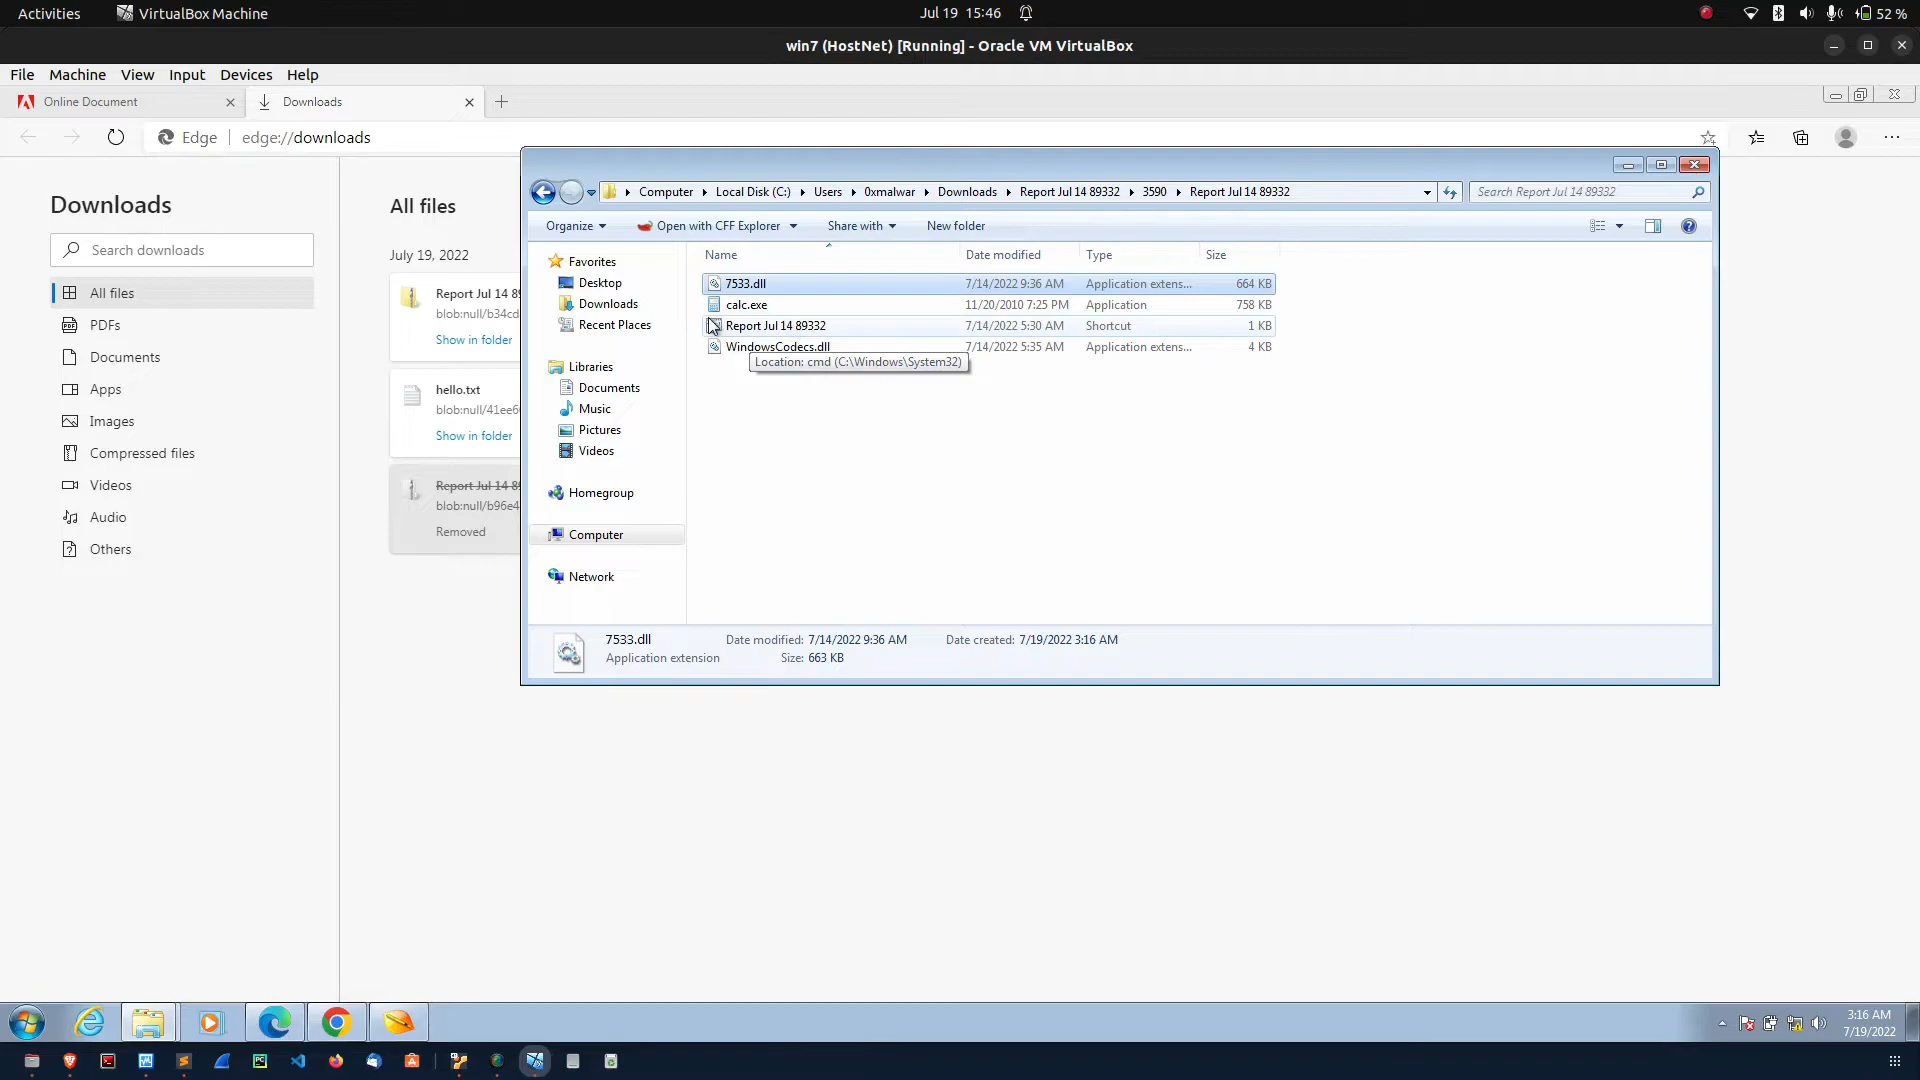 Activities VirtualBox Machine Jul 19 15:46 52 %
win7 (HostNet) [Running] - Oracle VM VirtualBox
File Machine View Input Devices Help
Online Document Downloads
Edge edge://downloads
Computer Local Disk (C:) Users 0xmalwar Downloads Report Jul 14 89332 3590 Report Jul 14 89332 Search Report Jul 14 89332
Organize Open with CFF Explorer Share with New folder
Downloads
Search downloads
All files
PDFs
Documents
Apps
Images
Compressed files
Videos
Audio
Others
All files
July 19, 2022
Report Jul 14 89
blob:null/b34cd
Show in folder
hello.txt
blob:null/41ee6
Show in folder
Report Jul 14 89
blob:null/b96e4
Removed
Favorites
Desktop
Downloads
Recent Places
Libraries
Documents
Music
Pictures
Videos
Homegroup
Computer
Network
Name Date modified Type Size
7533.dll 7/14/2022 9:36 AM Application extens... 664 KB
calc.exe 11/20/2010 7:25 PM Application 758 KB
Report Jul 14 89332 7/14/2022 5:30 AM Shortcut 1 KB
WindowsCodecs.dll 7/14/2022 5:35 AM Application extens... 4 KB
Location: cmd (C:\Windows\System32)
7533.dll Date modified: 7/14/2022 9:36 AM Date created: 7/19/2022 3:16 AM
Application extension Size: 663 KB
3:16 AM
7/19/2022